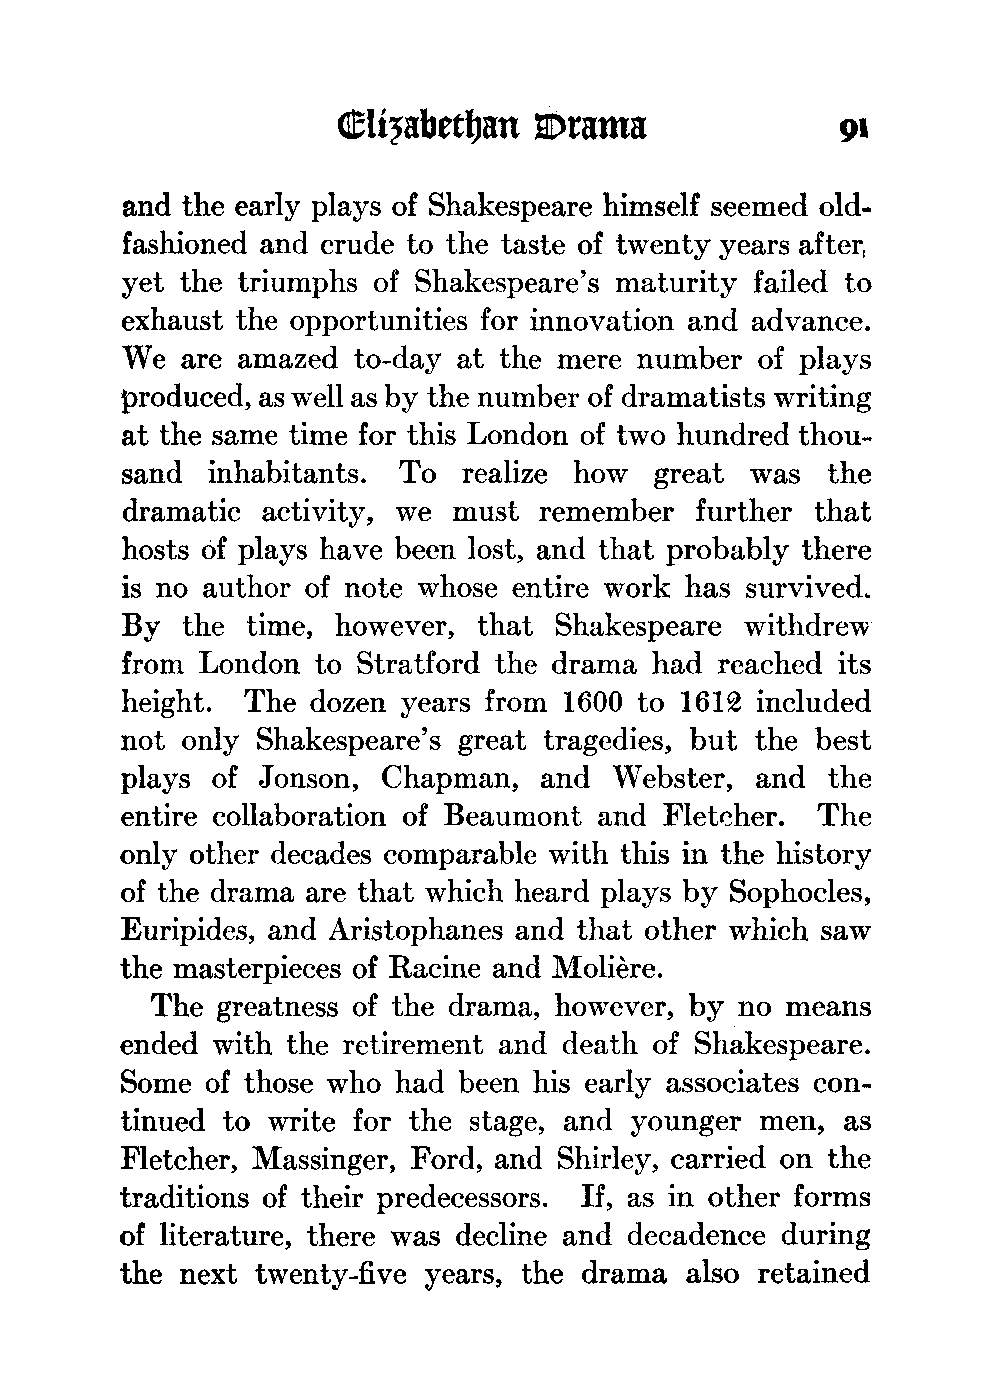 Elizabethan Drama 91
and the early plays of Shakespeare himself seemed old-
fashioned and crude to the taste of twenty years after,
yet the triumphs of Shakespeare's maturity failed to
exhaust the opportunities for innovation and advance.
We are amazed to-day at the mere number of plays
produced, as well as by the number of dramatists writing
at the same time for this London of two hundred thou-
sand inhabitants. To realize how great was the
dramatic activity, we must remember further that
hosts of plays have been lost, and that probably there
is no author of note whose entire work has survived.
By the time, however, that Shakespeare withdrew
from London to Stratford the drama had reached its
height. The dozen years from 1600 to 1612 included
not only Shakespeare's great tragedies, but the best
plays of Jonson, Chapman, and Webster, and the
entire collaboration of Beaumont and Fletcher. The
only other decades comparable with this in the history
of the drama are that which heard plays by Sophocles,
Euripides, and Aristophanes and that other which saw
the masterpieces of Racine and Molière.
The greatness of the drama, however, by no means
ended with the retirement and death of Shakespeare.
Some of those who had been his early associates con-
tinued to write for the stage, and younger men, as
Fletcher, Massinger, Ford, and Shirley, carried on the
traditions of their predecessors. If, as in other forms
of literature, there was decline and decadence during
the next twenty-five years, the drama also retained